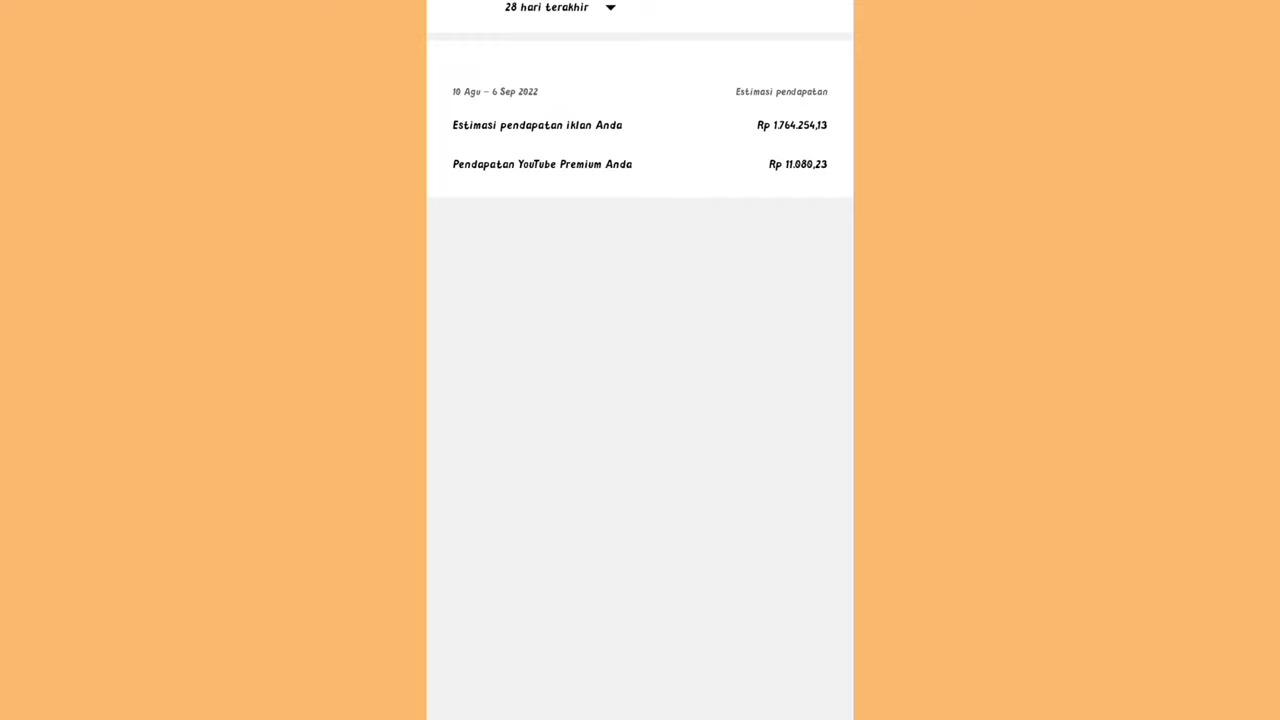 28 hari terakhir
10 Agu – 6 Sep 2022 Estimasi pendapatan
Estimasi pendapatan iklan Anda Rp 1.764.254,13
Pendapatan YouTube Premium Anda Rp 11.080,23